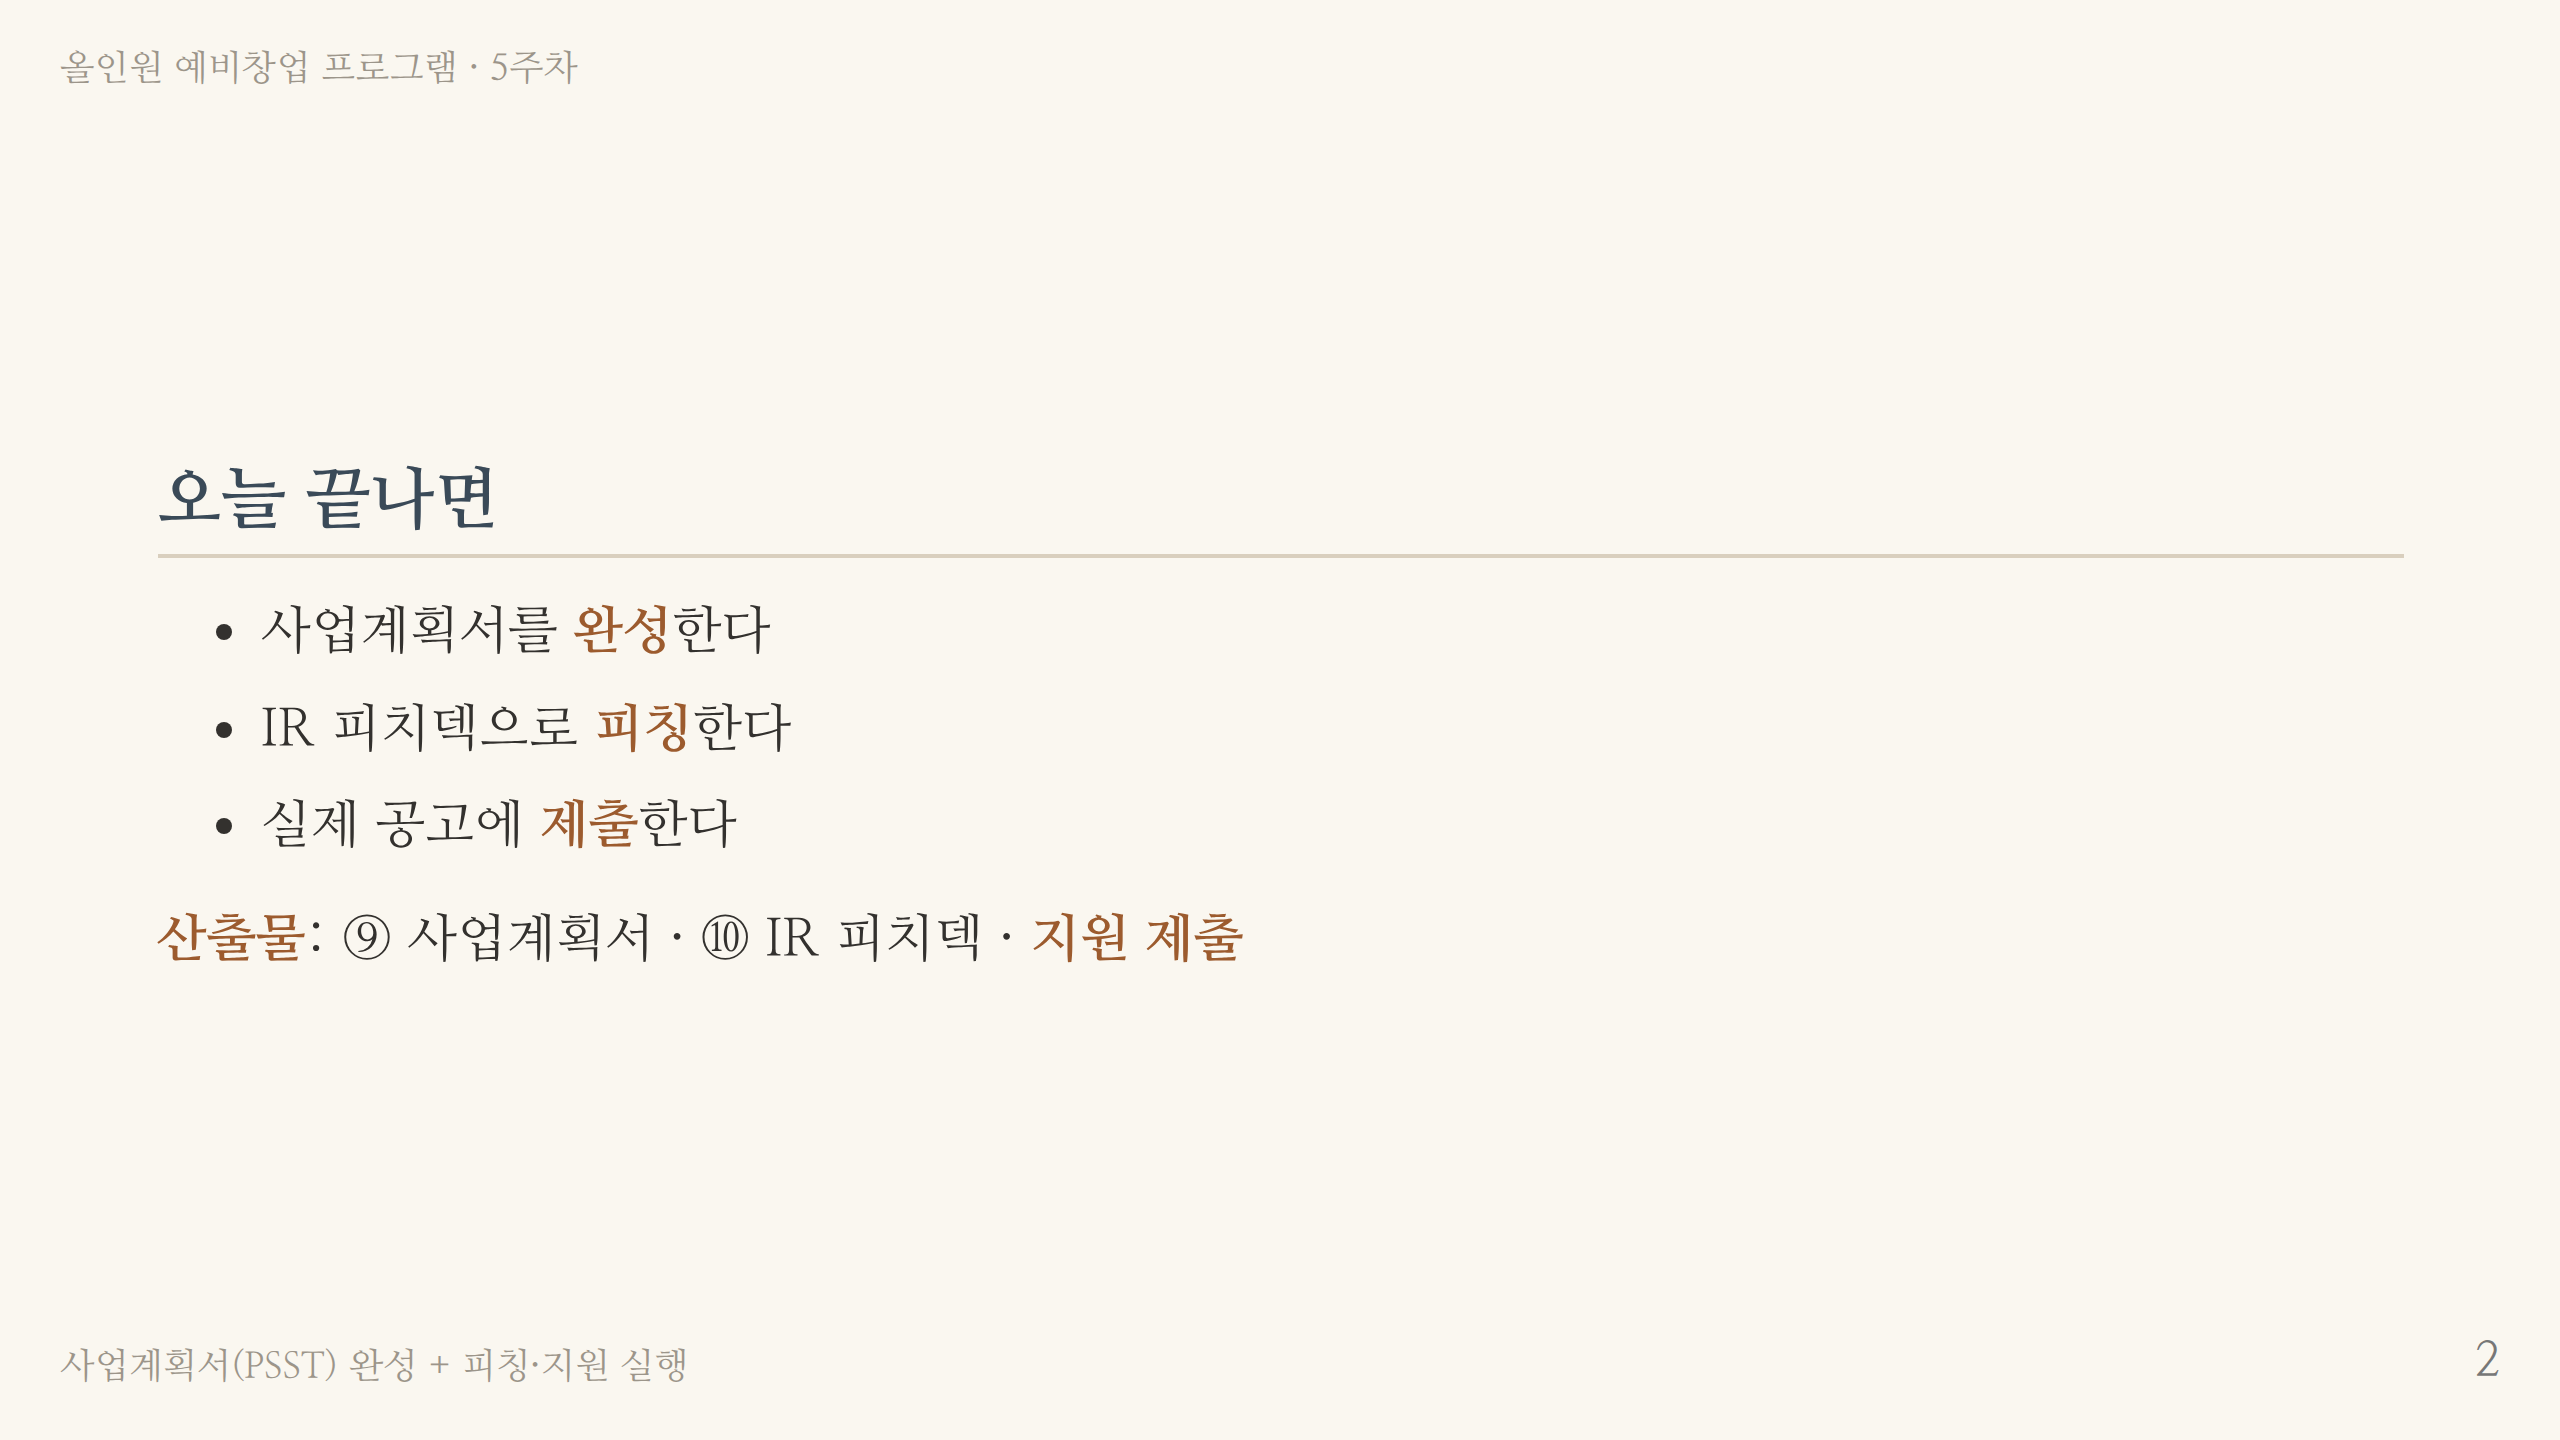 올인원 예비창업 프로그램 · 5주차
오늘 끝나면
• 사업계획서를 완성한다
• IR 피치덱으로 피칭한다
• 실제 공고에 제출한다
산출물: ⑨ 사업계획서 · ⑩ IR 피치덱 · 지원 제출
사업계획서(PSST) 완성 + 피칭·지원 실행
2